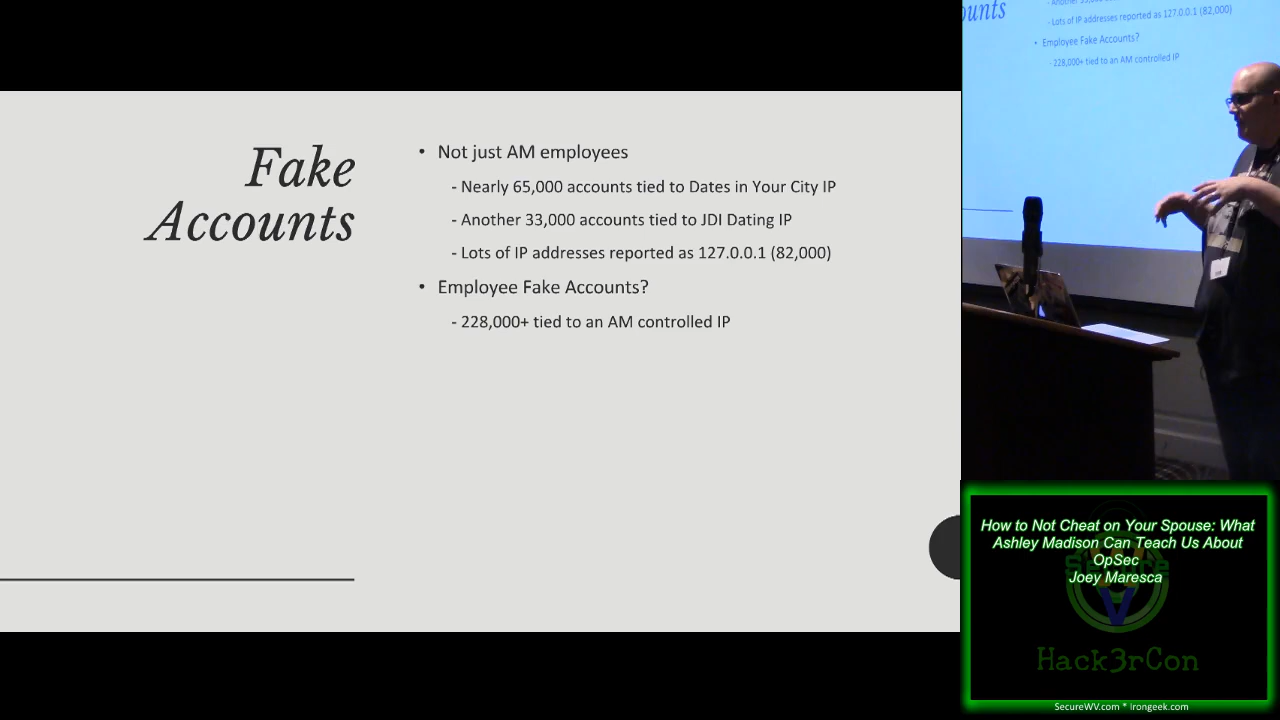 Fake
Accounts
• Not just AM employees
- Nearly 65,000 accounts tied to Dates in Your City IP
- Another 33,000 accounts tied to JDI Dating IP
- Lots of IP addresses reported as 127.0.0.1 (82,000)
• Employee Fake Accounts?
- 228,000+ tied to an AM controlled IP
ounts
- Another
- Lots of IP addresses reported as 127.0.0.1 (82,000)
• Employee Fake Accounts?
- 228,000+ tied to an AM controlled IP
How to Not Cheat on Your Spouse: What
Ashley Madison Can Teach Us About
OpSec
Joey Maresca
Secure
WV
Hack3rCon
SecureWV.com * Irongeek.com